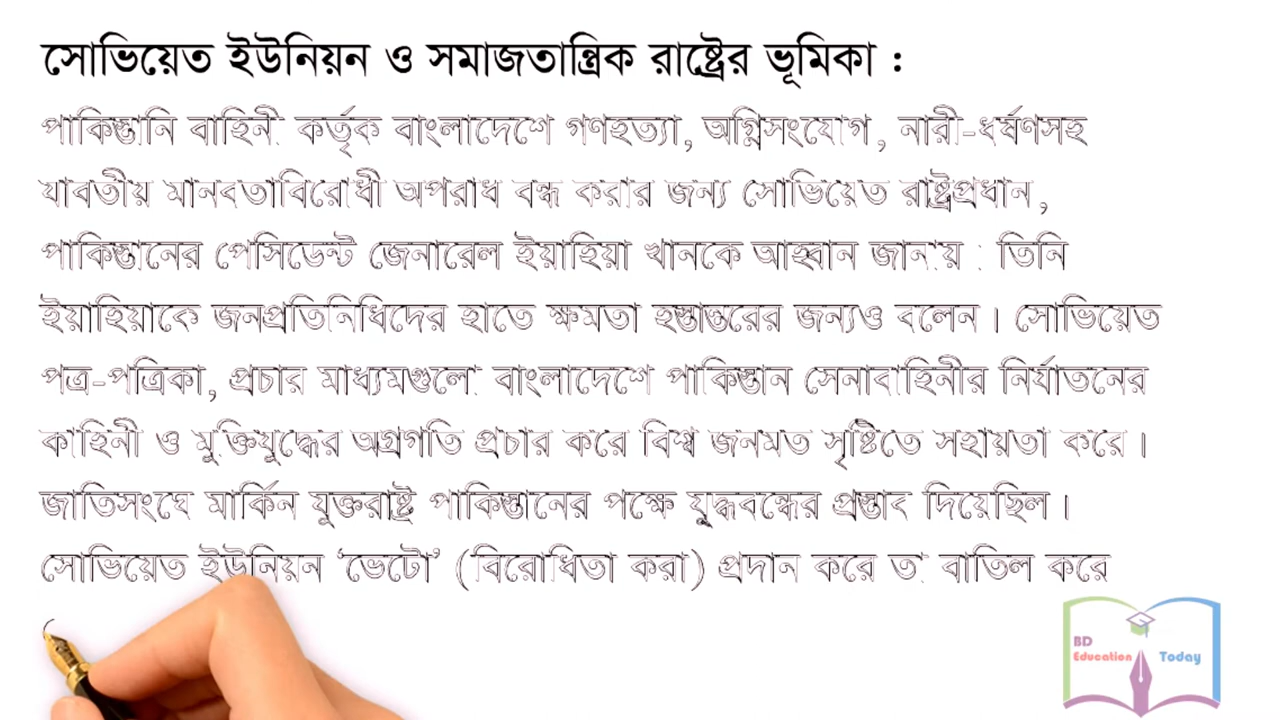 সোভিয়েত ইউনিয়ন ও সমাজতান্ত্রিক রাষ্ট্রের ভূমিকা :
পাকিস্তানি বাহিনী কর্তৃক বাংলাদেশে গণহত্যা, অগ্নিসংযোগ, নারী-ধর্ষণসহ
যাবতীয় মানবতাবিরোধী অপরাধ বন্ধ করার জন্য সোভিয়েত রাষ্ট্রপ্রধান,
পাকিস্তানের পেসিডেন্ট জেনারেল ইয়াহিয়া খানকে আহ্বান জানায় : তিনি
ইয়াহিয়াকে জনপ্রতিনিধিদের হাতে ক্ষমতা হস্তান্তরের জন্যও বলেন। সোভিয়েত
পত্র-পত্রিকা, প্রচার মাধ্যমগুলো বাংলাদেশে পাকিস্তান সেনাবাহিনীর নির্যাতনের
কাহিনী ও মুক্তিযুদ্ধের অগ্রগতি প্রচার করে বিশ্ব জনমত সৃষ্টিতে সহায়তা করে।
জাতিসংঘে মার্কিন যুক্তরাষ্ট্র পাকিস্তানের পক্ষে যুদ্ধবন্ধের প্রস্তাব দিয়েছিল।
সোভিয়েত ইউনিয়ন ‘ভেটো’ (বিরোধিতা করা) প্রদান করে তা বাতিল করে
BD
Education Today